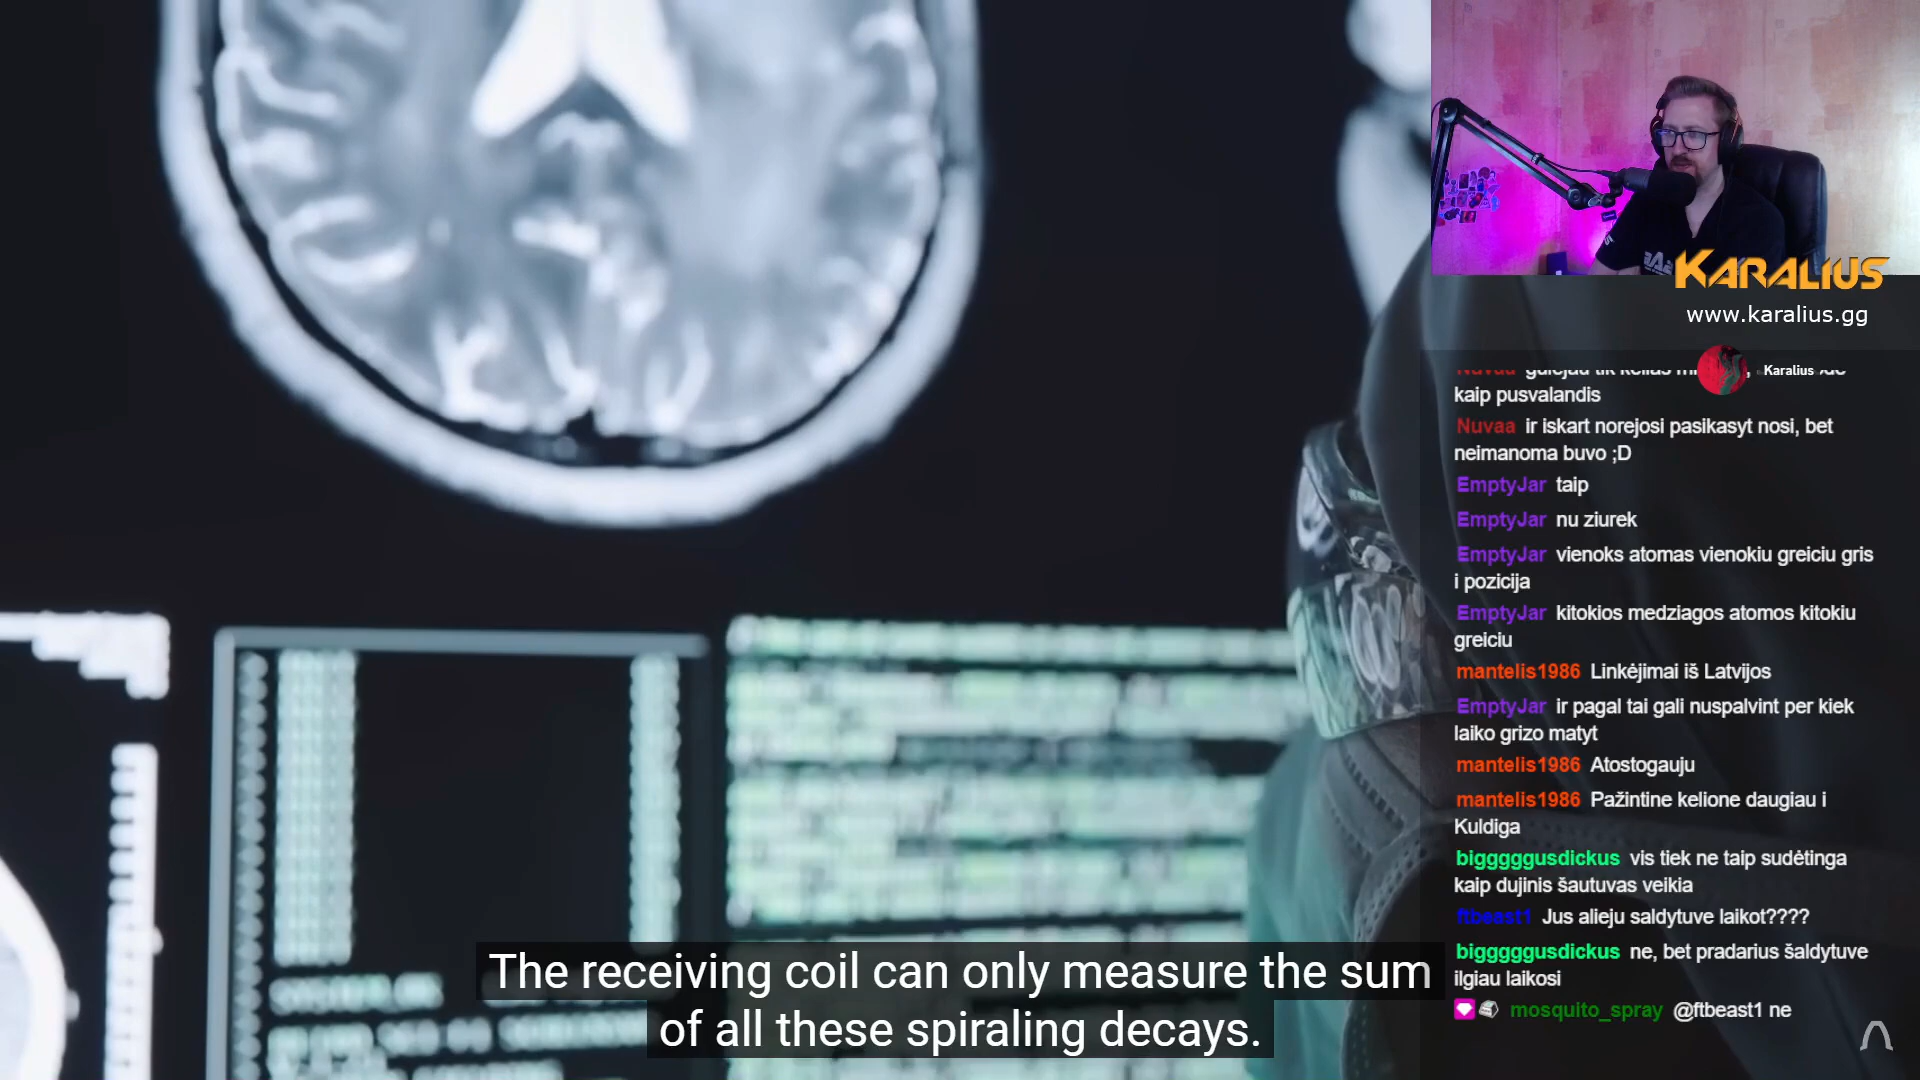 KARALIUS
www.karalius.gg
Karalius
kaip pusvalandis
Nuvaa ir iskart norejosi pasikasyt nosi, bet
neimanoma buvo ;D
EmptyJar taip
EmptyJar nu ziurek
EmptyJar vienoks atomas vienokiu greiciu gris
i pozicija
EmptyJar kitokios medziagos atomos kitokiu
greiciu
mantelis1986 Linkėjimai iš Latvijos
EmptyJar ir pagal tai gali nuspalvint per kiek
laiko grizo matyt
mantelis1986 Atostogauju
mantelis1986 Pažintine kelione daugiau i
Kuldiga
bigggggusdickus vis tiek ne taip sudėtinga
kaip dujinis šautuvas veikia
ftbeast1 Jus alieju saldytuve laikot????
bigggggusdickus ne, bet pradarius šaldytuve
ilgiau laikosi
mosquito_spray @ftbeast1 ne
The receiving coil can only measure the sum
of all these spiraling decays.